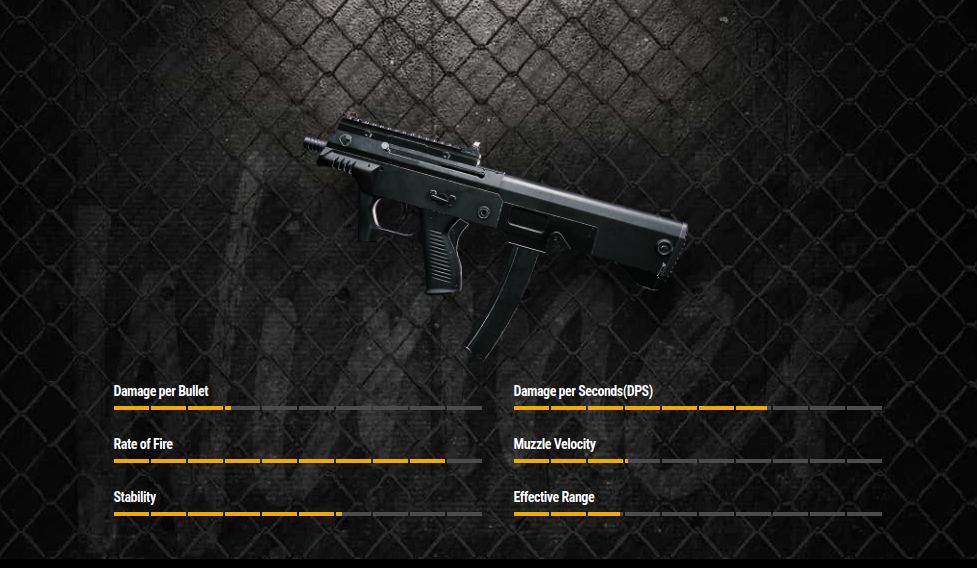 Damage per Bullet
Damage per Seconds(DPS)
Rate of Fire
Muzzle Velocity
Stability
Effective Range